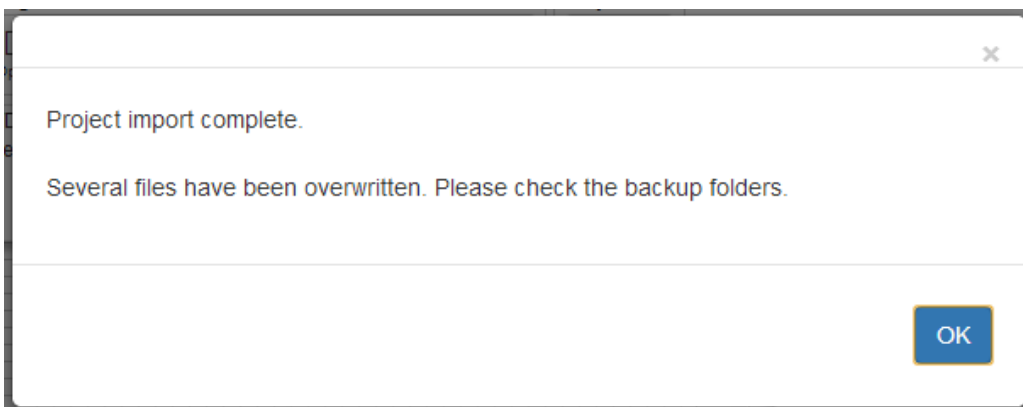 Project import complete.
Several files have been overwritten. Please check the backup folders.
OK